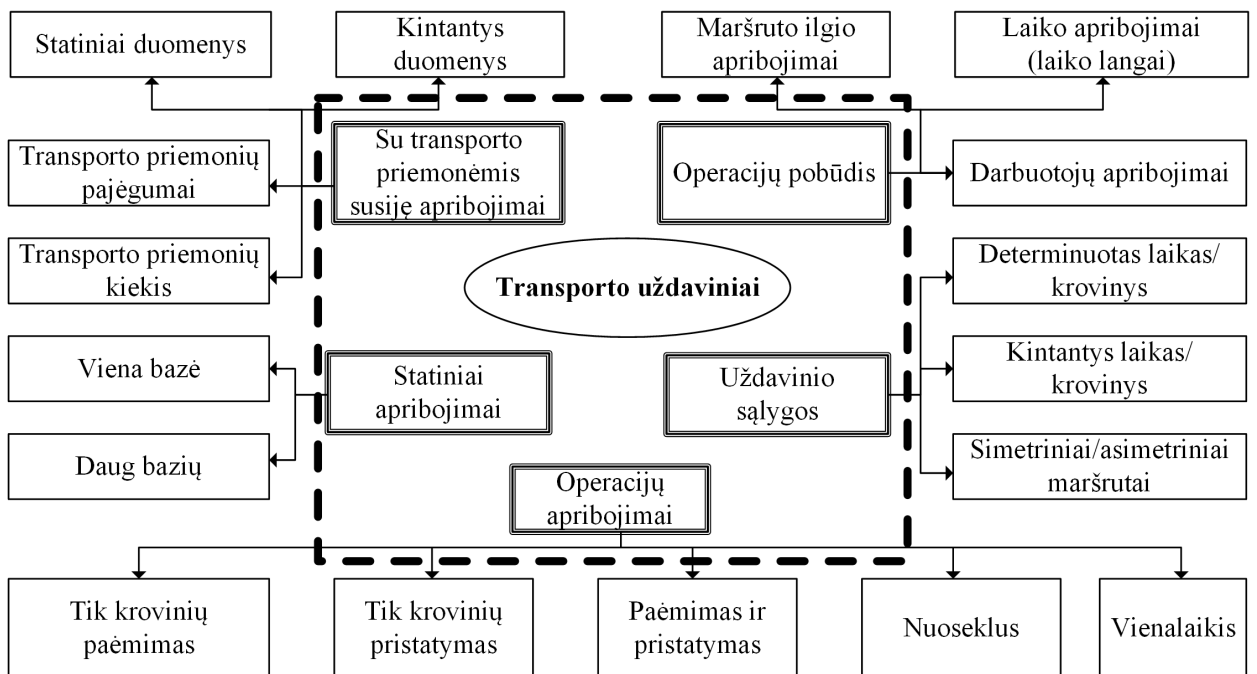 Statiniai duomenys
Kintantys
duomenys
Maršruto ilgio
apribojimai
Laiko apribojimai
(laiko langai)
Transporto priemonių
pajėgumai
Su transporto
priemonėmis
susiję apribojimai
Operacijų pobūdis
Darbuotojų apribojimai
Transporto priemonių
kiekis
Transporto uždaviniai
Determinuotas laikas/
krovinys
Viena bazė
Statiniai
apribojimai
Uždavinio
sąlygos
Kintantys laikas/
krovinys
Daug bazių
Simetriniai/asimetriniai
maršrutai
Operacijų
apribojimai
Tik krovinių
paėmimas
Tik krovinių
pristatymas
Paėmimas ir
pristatymas
Nuoseklus
Vienalaikis